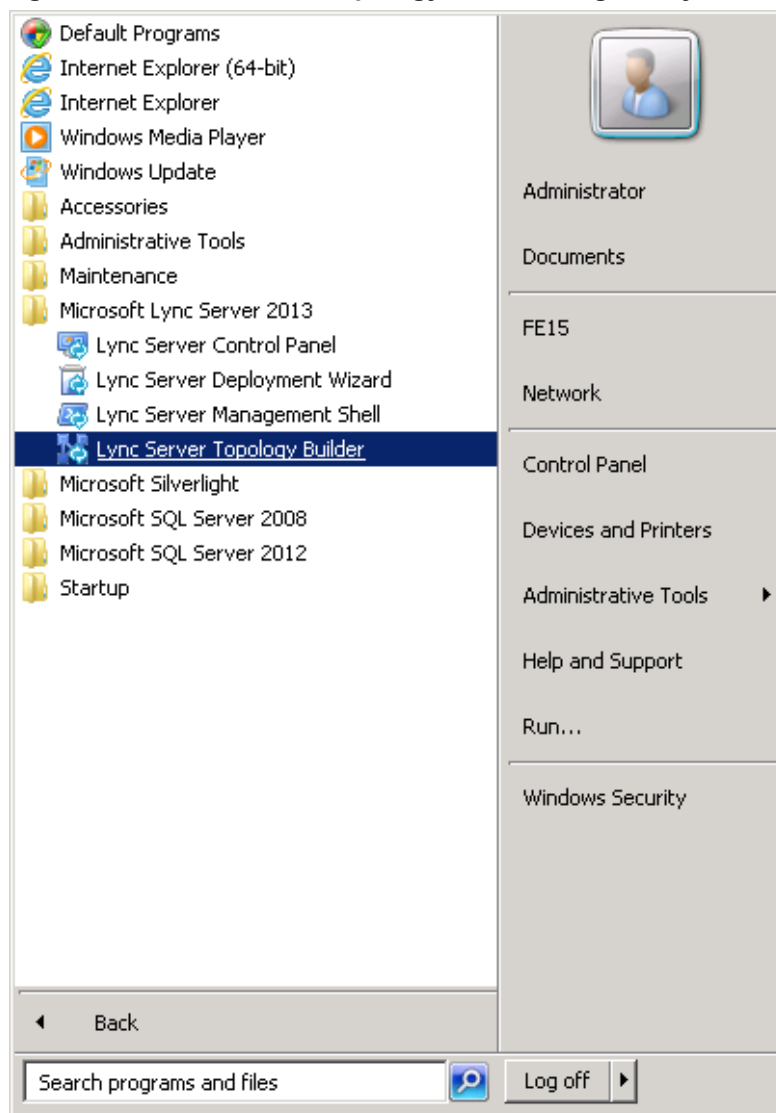 Default Programs
Internet Explorer (64-bit)
Internet Explorer
Windows Media Player
Windows Update
Accessories
Administrative Tools
Maintenance
Microsoft Lync Server 2013
Lync Server Control Panel
Lync Server Deployment Wizard
Lync Server Management Shell
Lync Server Topology Builder
Microsoft Silverlight
Microsoft SQL Server 2008
Microsoft SQL Server 2012
Startup
Back
Search programs and files
Administrator
Documents
FE15
Network
Control Panel
Devices and Printers
Administrative Tools
Help and Support
Run...
Windows Security
Log off